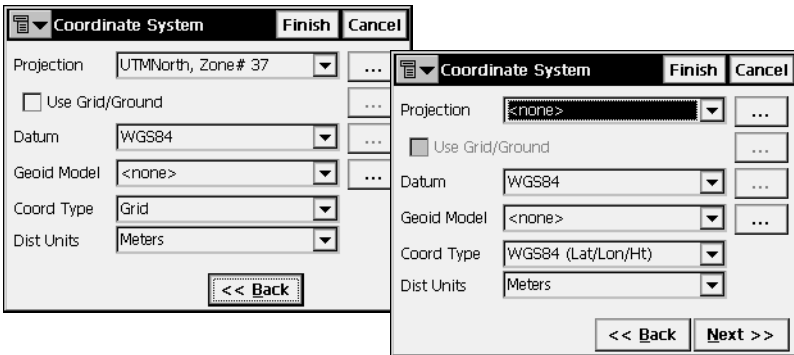 Coordinate System Finish Cancel
Projection UTMNorth, Zone# 37 ...
Use Grid/Ground ...
Datum WGS84 ...
Geoid Model <none> ...
Coord Type Grid
Dist Units Meters
<< Back
Coordinate System Finish Cancel
Projection <none> ...
Use Grid/Ground ...
Datum WGS84 ...
Geoid Model <none> ...
Coord Type WGS84 (Lat/Lon/Ht)
Dist Units Meters
<< Back Next >>